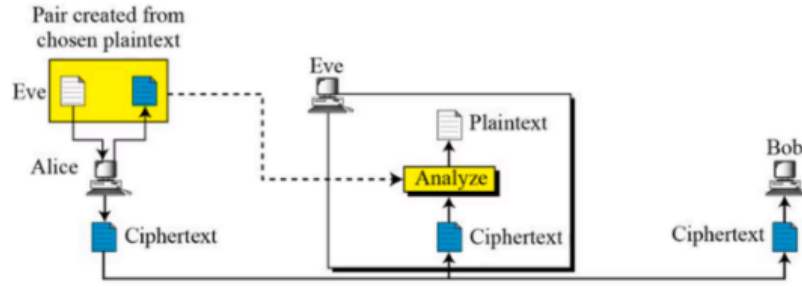 Pair created from
chosen plaintext
Eve
Eve
Plaintext
Bob
Alice
Analyze
Ciphertext
Ciphertext
Ciphertext